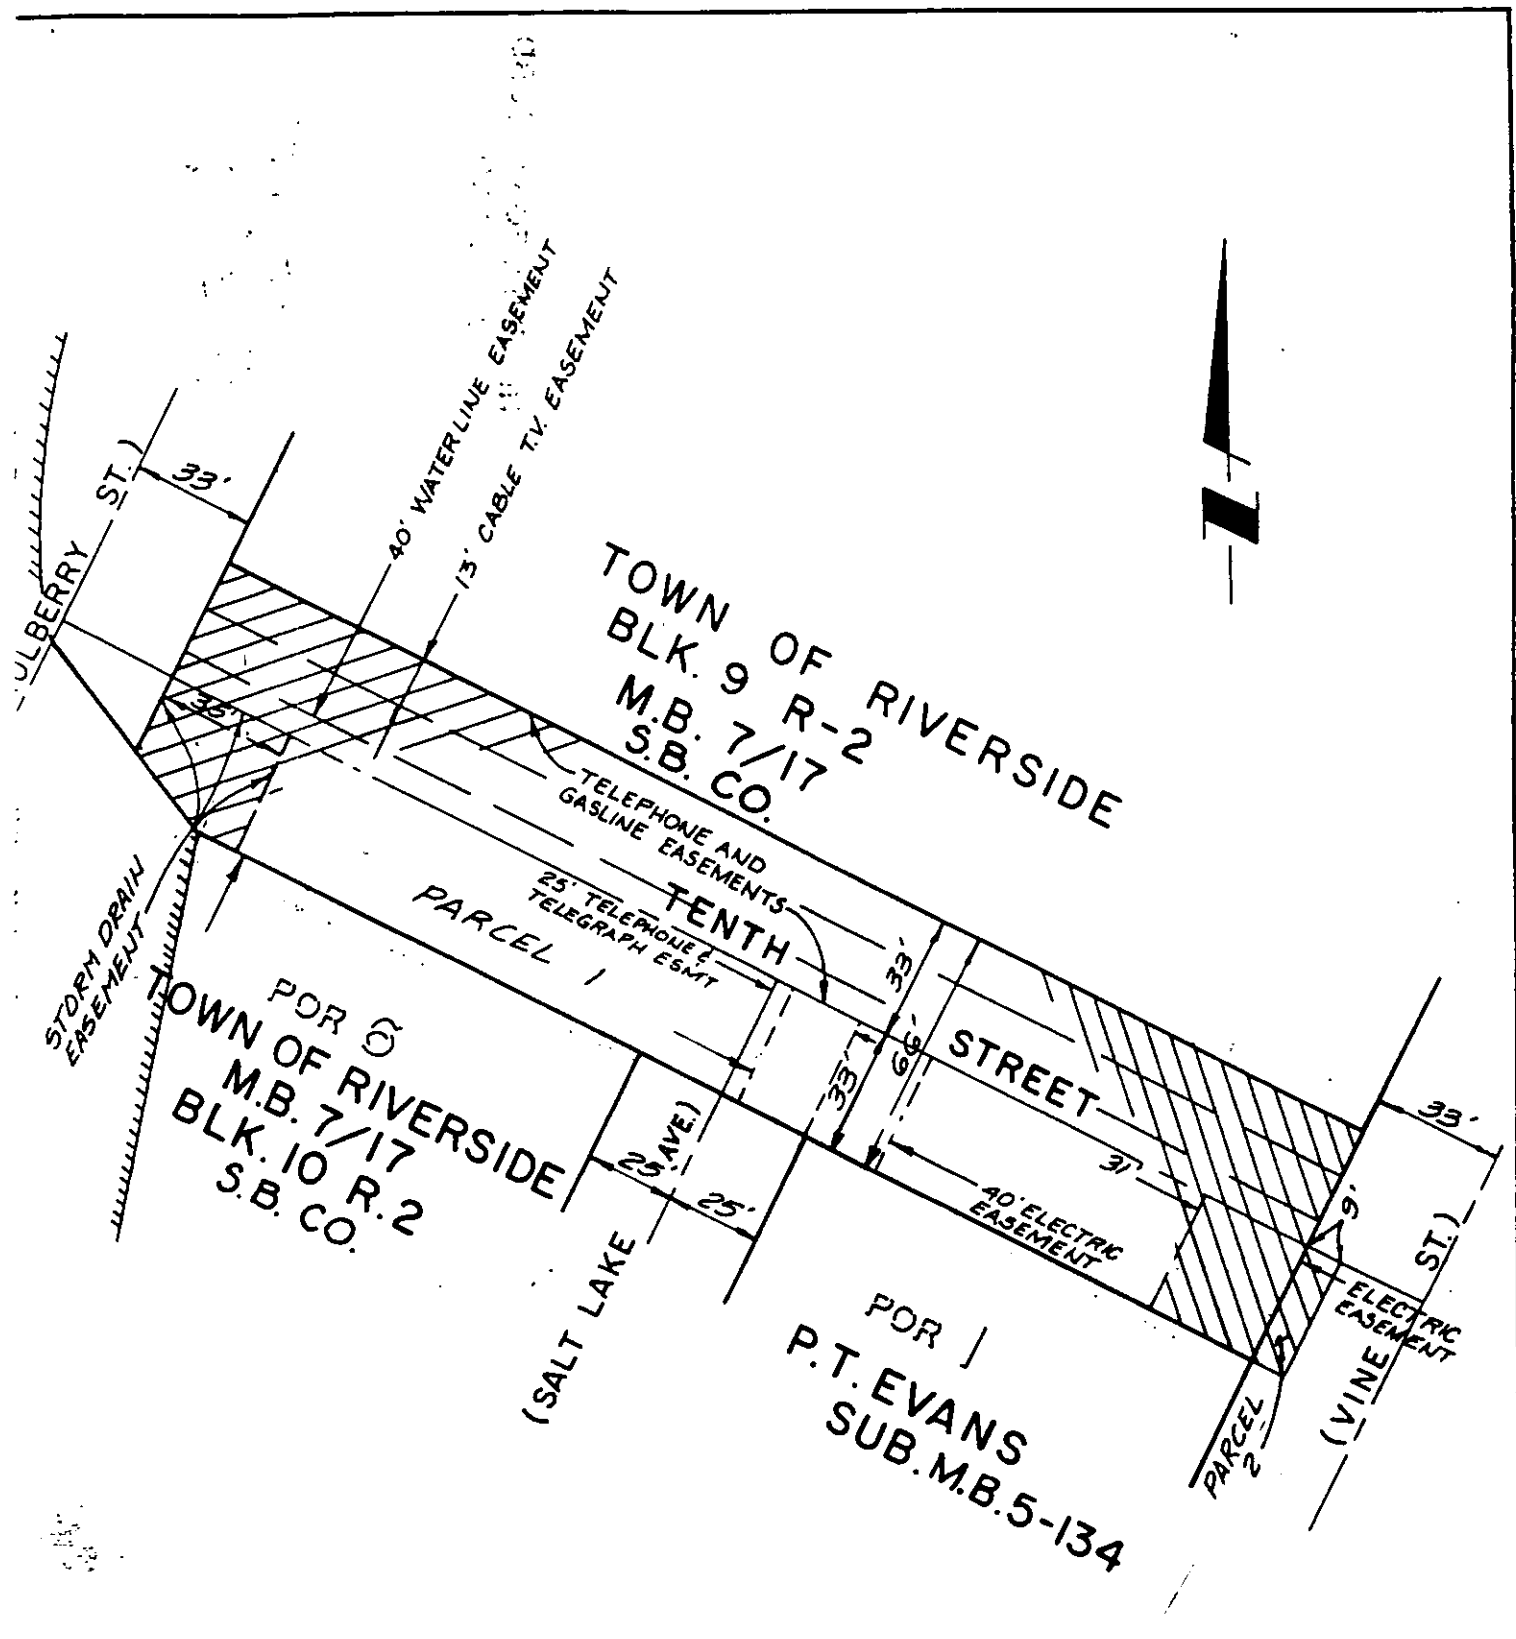 40' WATERLINE EASEMENT
13' CABLE T.V. EASEMENT
33'
ULBERRY ST.)
TOWN OF RIVERSIDE
BLK. 9 R-2
M.B. 7/17
S.B. CO.
35'
TELEPHONE AND
GASLINE EASEMENTS
25' TELEPHONE &
TELEGRAPH ESMT
TENTH STREET
PARCEL 1
STORM DRAIN
EASEMENT
33'
66'
33'
POR 6
TOWN OF RIVERSIDE
M.B. 7/17
BLK. 10 R.2
S.B. CO.
25'
25'
(SALT LAKE AVE.)
31'
40' ELECTRIC
EASEMENT
33'
9'
ELECTRIC
EASEMENT
(VINE ST.)
POR 1
P.T. EVANS
SUB. M.B. 5-134
PARCEL
2